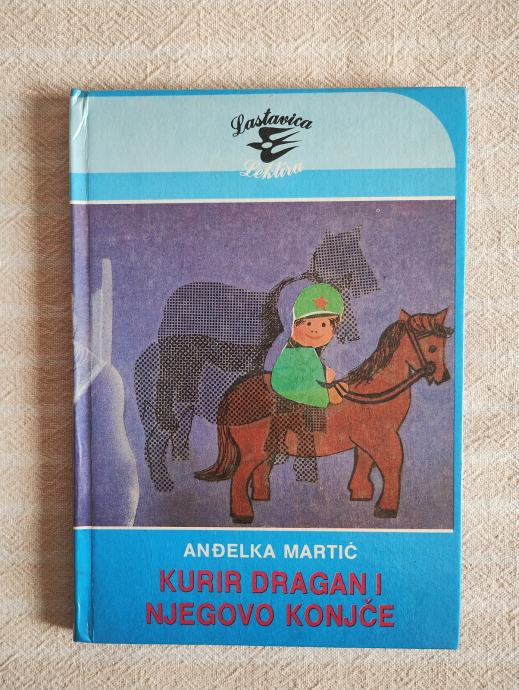 Lastavica
Lektira
ANĐELKA MARTIĆ
KURIR DRAGAN I
NJEGOVO KONJČE